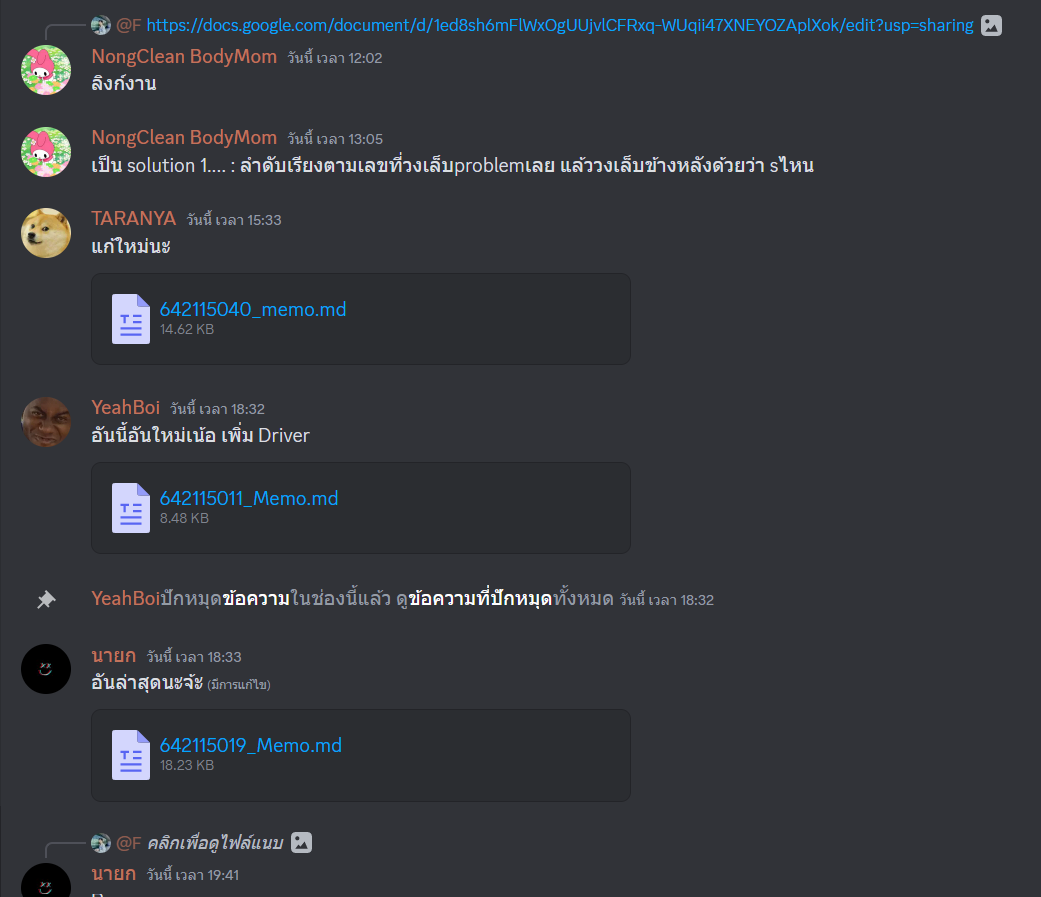 @F https://docs.google.com/document/d/1ed8sh6mFlWxOgUUjvlCFRxq-WUqii47XNEYOZAplXok/edit?usp=sharing
NongClean BodyMom วันนี้ เวลา 12:02
ลิงก์งาน
NongClean BodyMom วันนี้ เวลา 13:05
เป็น solution 1.... : ลำดับเรียงตามเลขที่วงเล็บproblemเลย แล้ววงเล็บข้างหลังด้วยว่า sไหน
TARANYA วันนี้ เวลา 15:33
แก้ใหม่นะ
642115040_memo.md
14.62 KB
YeahBoi วันนี้ เวลา 18:32
อันนี้อันใหม่เน้อ เพิ่ม Driver
642115011_Memo.md
8.48 KB
YeahBoiปักหมุดข้อความในช่องนี้แล้ว ดูข้อความที่ปักหมุดทั้งหมด วันนี้ เวลา 18:32
นายก วันนี้ เวลา 18:33
อันล่าสุดนะจ้ะ (มีการแก้ไข)
642115019_Memo.md
18.23 KB
@F คลิกเพื่อดูไฟล์แนบ
นายก วันนี้ เวลา 19:41